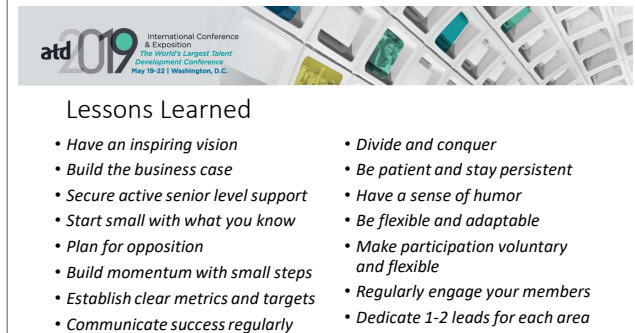 atd 2019
International Conference
& Exposition
The World's Largest Talent
Development Conference
May 19-22 | Washington, D.C.
Lessons Learned
• Have an inspiring vision
• Build the business case
• Secure active senior level support
• Start small with what you know
• Plan for opposition
• Build momentum with small steps
• Establish clear metrics and targets
• Communicate success regularly
• Divide and conquer
• Be patient and stay persistent
• Have a sense of humor
• Be flexible and adaptable
• Make participation voluntary
and flexible
• Regularly engage your members
• Dedicate 1-2 leads for each area